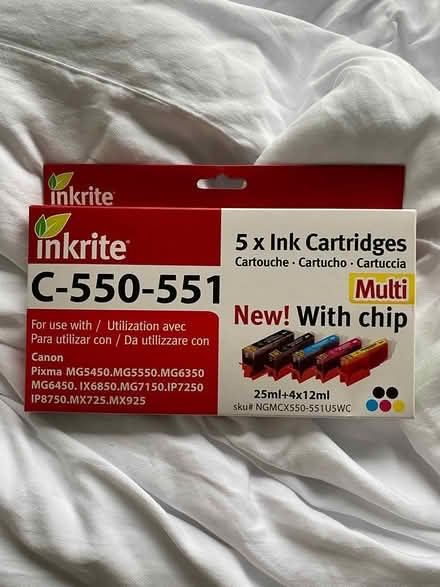 inkrite®
inkrite®
C-550-551
For use with / Utilization avec
Para utilizar con / Da utilizzare con
Canon
Pixma MG5450.MG5550.MG6350
MG6450. IX6850.MG7150.IP7250
IP8750.MX725.MX925
5 x Ink Cartridges
Cartouche · Cartucho · Cartuccia
Multi
New! With chip
25ml+4x12ml
sku# NGMCX550-551U5WC